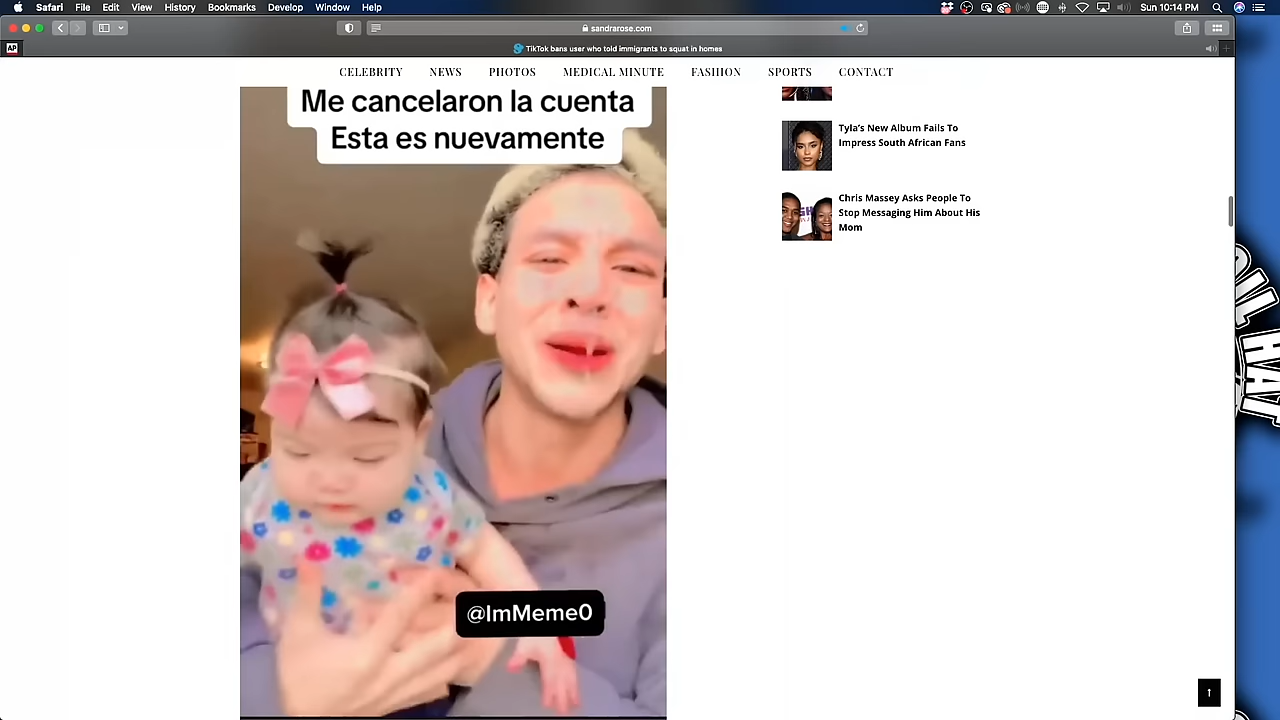 Safari File Edit View History Bookmarks Develop Window Help
Sun 10:14 PM
sandrarose.com
AP
TikTok bans user who told immigrants to squat in homes
CELEBRITY NEWS PHOTOS MEDICAL MINUTE FASHION SPORTS CONTACT
Me cancelaron la cuenta
Esta es nuevamente
@ImMeme0
Tyla's New Album Fails To
Impress South African Fans
Chris Massey Asks People To
Stop Messaging Him About His
Mom